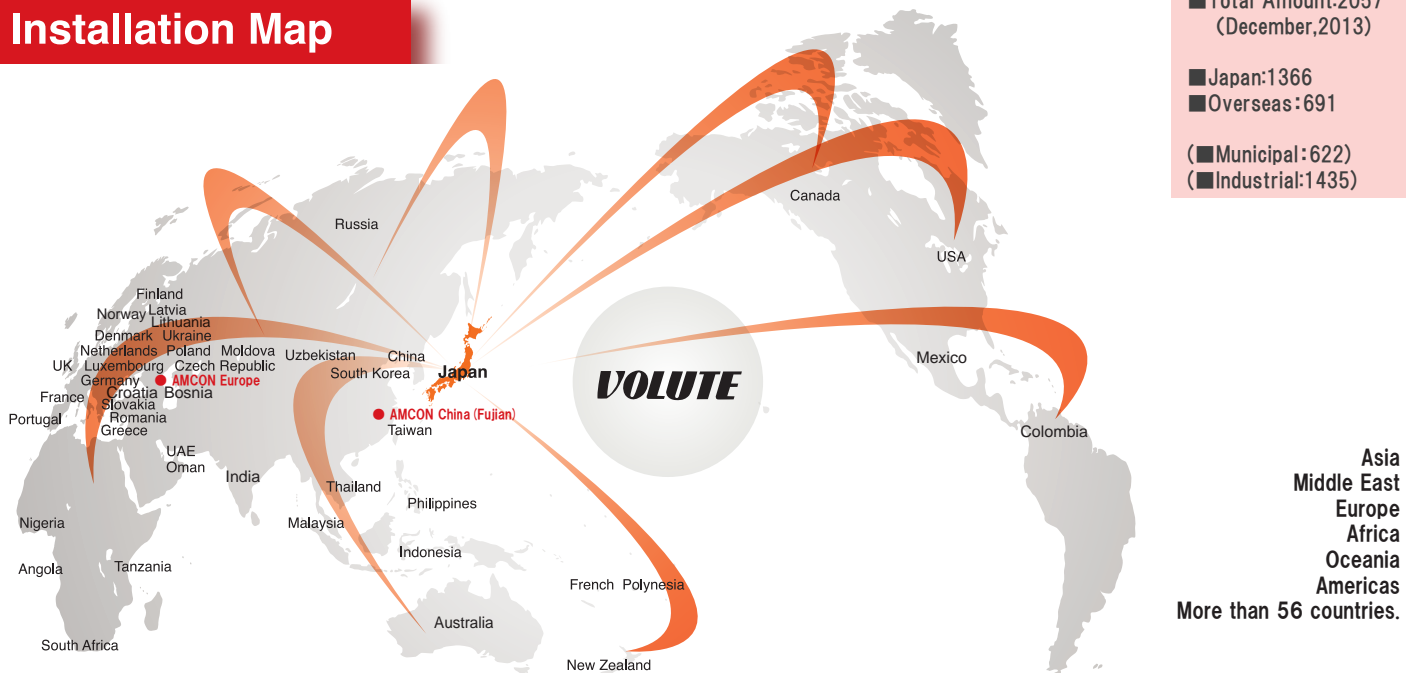 Installation Map
■Total Amount:2057
(December,2013)
■Japan:1366
■Overseas:691
(■Municipal:622)
(■Industrial:1435)
Canada
Russia
USA
Finland
Norway Latvia
Lithuania
Denmark Ukraine
Netherlands Poland Moldova
Uzbekistan
China
Mexico
UK Luxembourg Czech Republic
South Korea
Japan
Germany
AMCON Europe
VOLUTE
France
Croatia Bosnia
Slovakia
Portugal
Romania
AMCON China (Fujian)
Greece
Taiwan
Colombia
UAE
Oman
India
Thailand
Philippines
Nigeria
Malaysia
Indonesia
Angola
Tanzania
French Polynesia
Australia
South Africa
New Zealand
Asia
Middle East
Europe
Africa
Oceania
Americas
More than 56 countries.